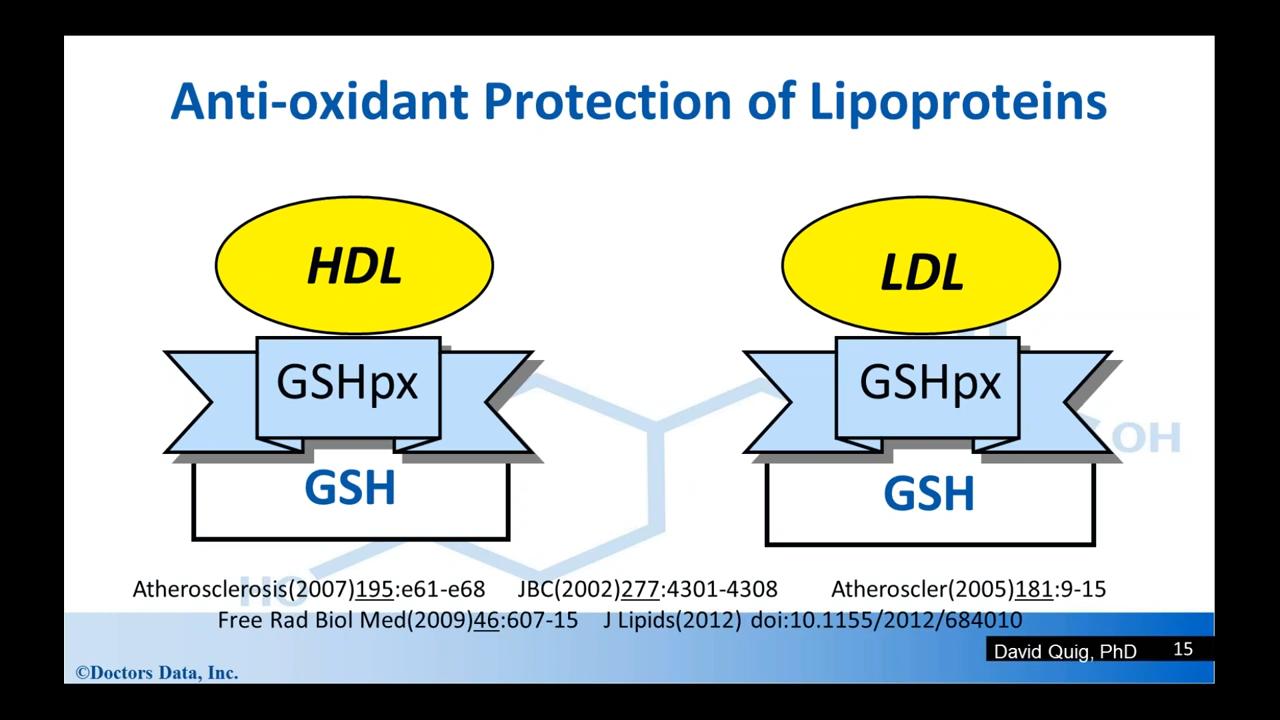 Anti-oxidant Protection of Lipoproteins
HDL
LDL
GSHpx
GSHpx
GSH
GSH
OH
HO
Atherosclerosis(2007)195:e61-e68 JBC(2002)277:4301-4308 Atheroscler(2005)181:9-15
Free Rad Biol Med(2009)46:607-15 J Lipids(2012) doi:10.1155/2012/684010
David Quig, PhD 15
©Doctors Data, Inc.